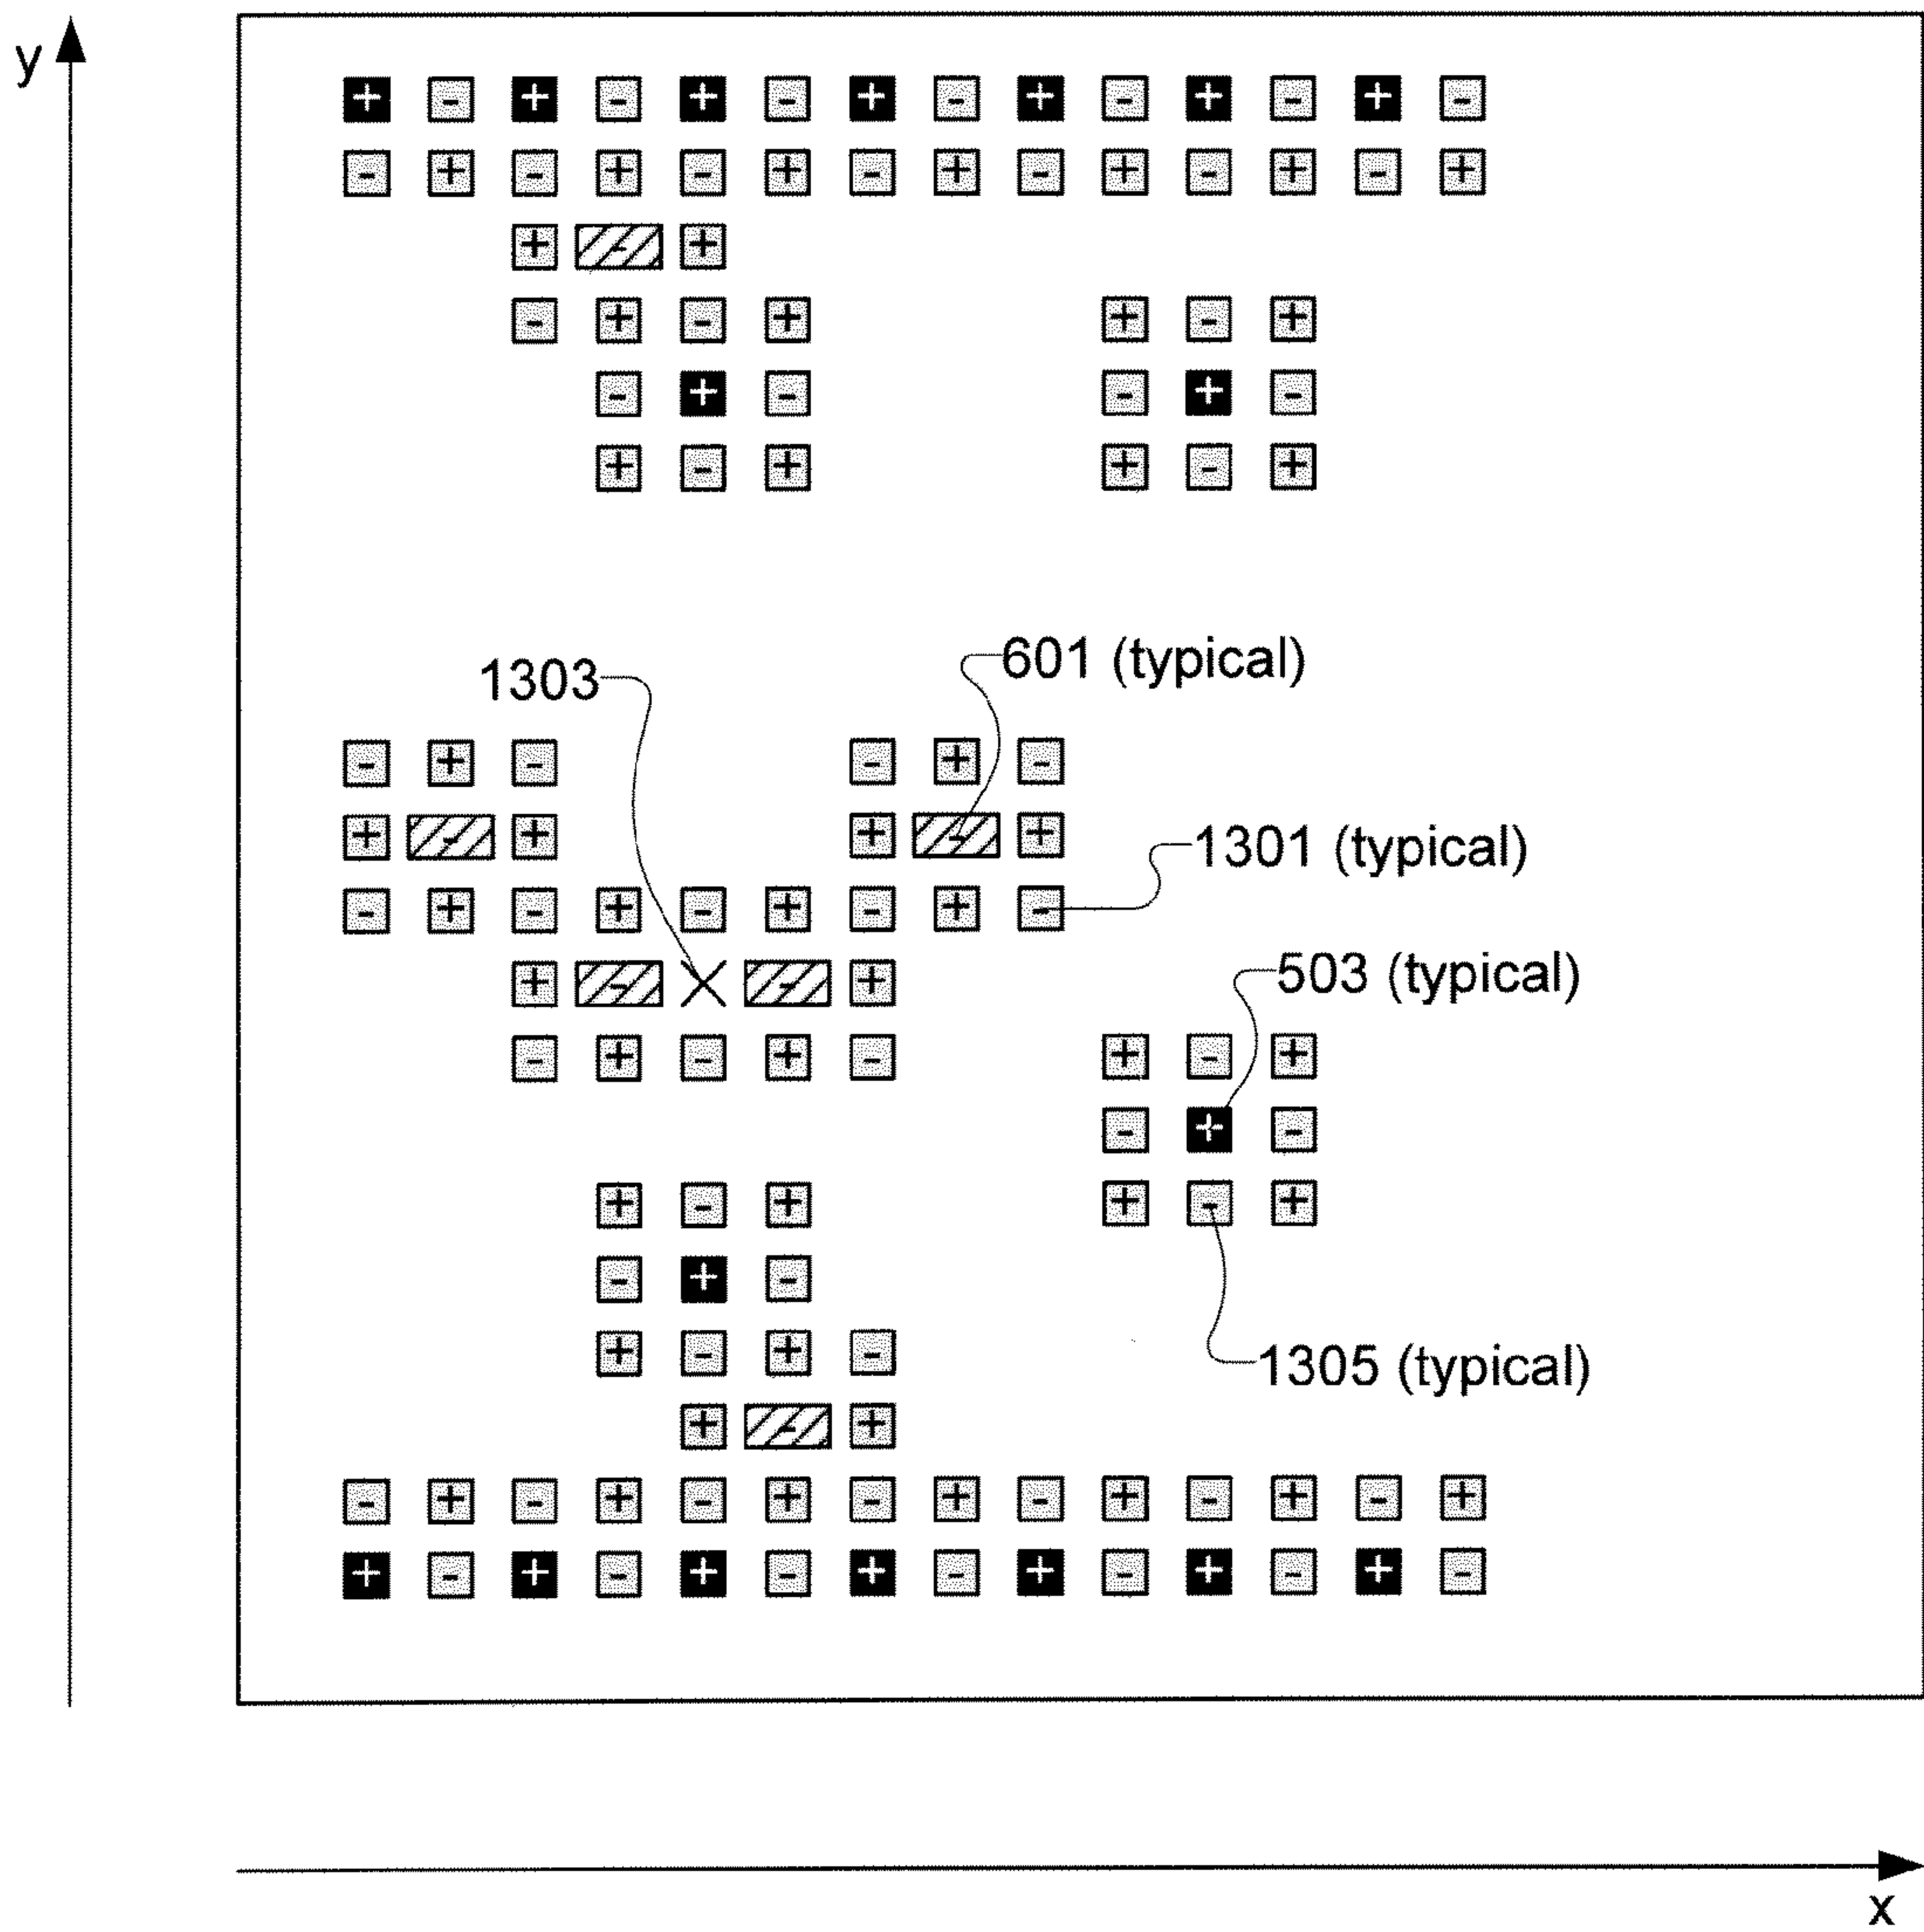 y
+ - + - + - + - + - + - + -
- + - + - + - + - + - + - +
+ - +
- + - + + - +
- + - - + -
+ - + + - +
601 (typical)
1303
- + - - + -
+ - + + - +
1301 (typical)
- + - + - + - + -
503 (typical)
+ - - +
- + - + - + - +
- + -
+ - + + - +
- + -
1305 (typical)
+ - + -
+ - +
- + - + - + - + - + - + - +
+ - + - + - + - + - + - + -
x